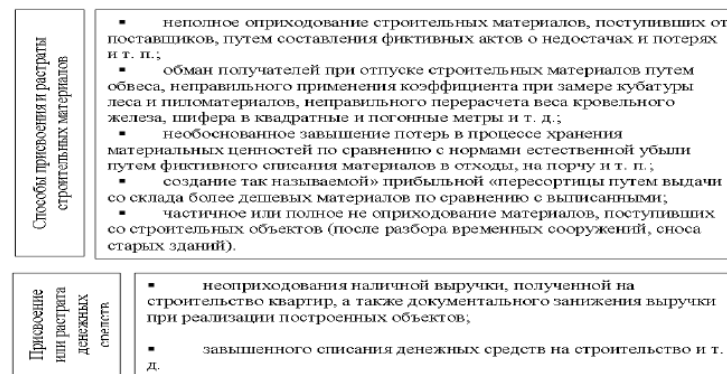 Способы присвоения и растраты
строительных материалов
▪ неполное оприходование строительных материалов, поступивших от
поставщиков, путем составления фиктивных актов о недостачах и потерях
и т. п.;
▪ обман получателей при отпуске строительных материалов путем
обвеса, неправильного применения коэффициента при замере кубатуры
леса и пиломатериалов, неправильного перерасчета веса кровельного
железа, шифера в квадратные и погонные метры и т. д.;
▪ необоснованное завышение потерь в процессе хранения
материальных ценностей по сравнению с нормами естественной убыли
путем фиктивного списания материалов в отходы, на порчу и т. п.;
▪ создание так называемой» прибыльной «пересортицы путем выдачи
со склада более дешевых материалов по сравнению с выписанными;
▪ частичное или полное не оприходование материалов, поступивших
со строительных объектов (после разбора временных сооружений, сноса
старых зданий).
Присвоение
или растрата
денежных
средств
▪ неоприходования наличной выручки, полученной на
строительство квартир, а также документального занижения выручки
при реализации построенных объектов;
▪ завышенного списания денежных средств на строительство и т.
д.